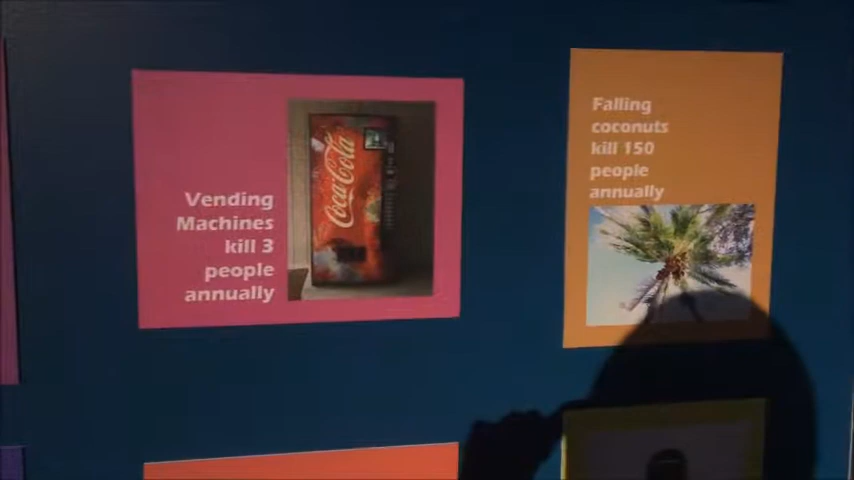 Vending
Machines
kill 3
people
annually
Coca-Cola
Falling
coconuts
kill 150
people
annually